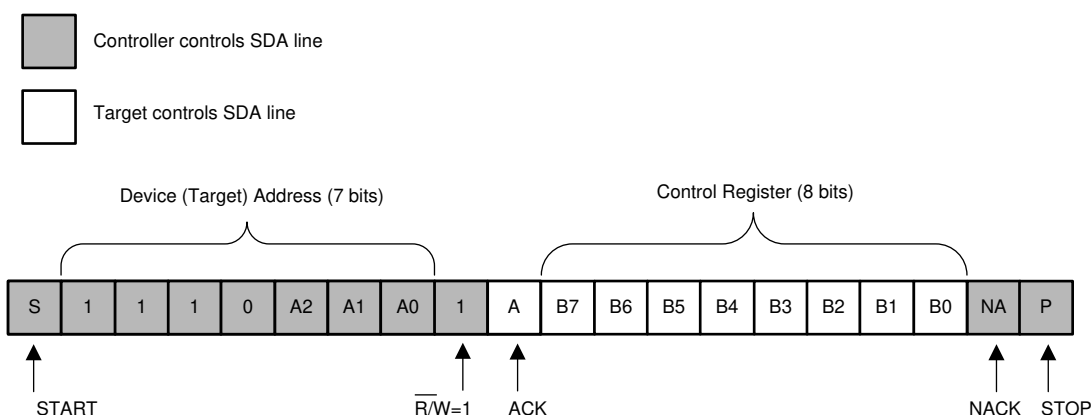 Controller controls SDA line
Target controls SDA line
Device (Target) Address (7 bits)
Control Register (8 bits)
S 1 1 1 0 A2 A1 A0 1 A B7 B6 B5 B4 B3 B2 B1 B0 NA P
START R/W=1 ACK NACK STOP